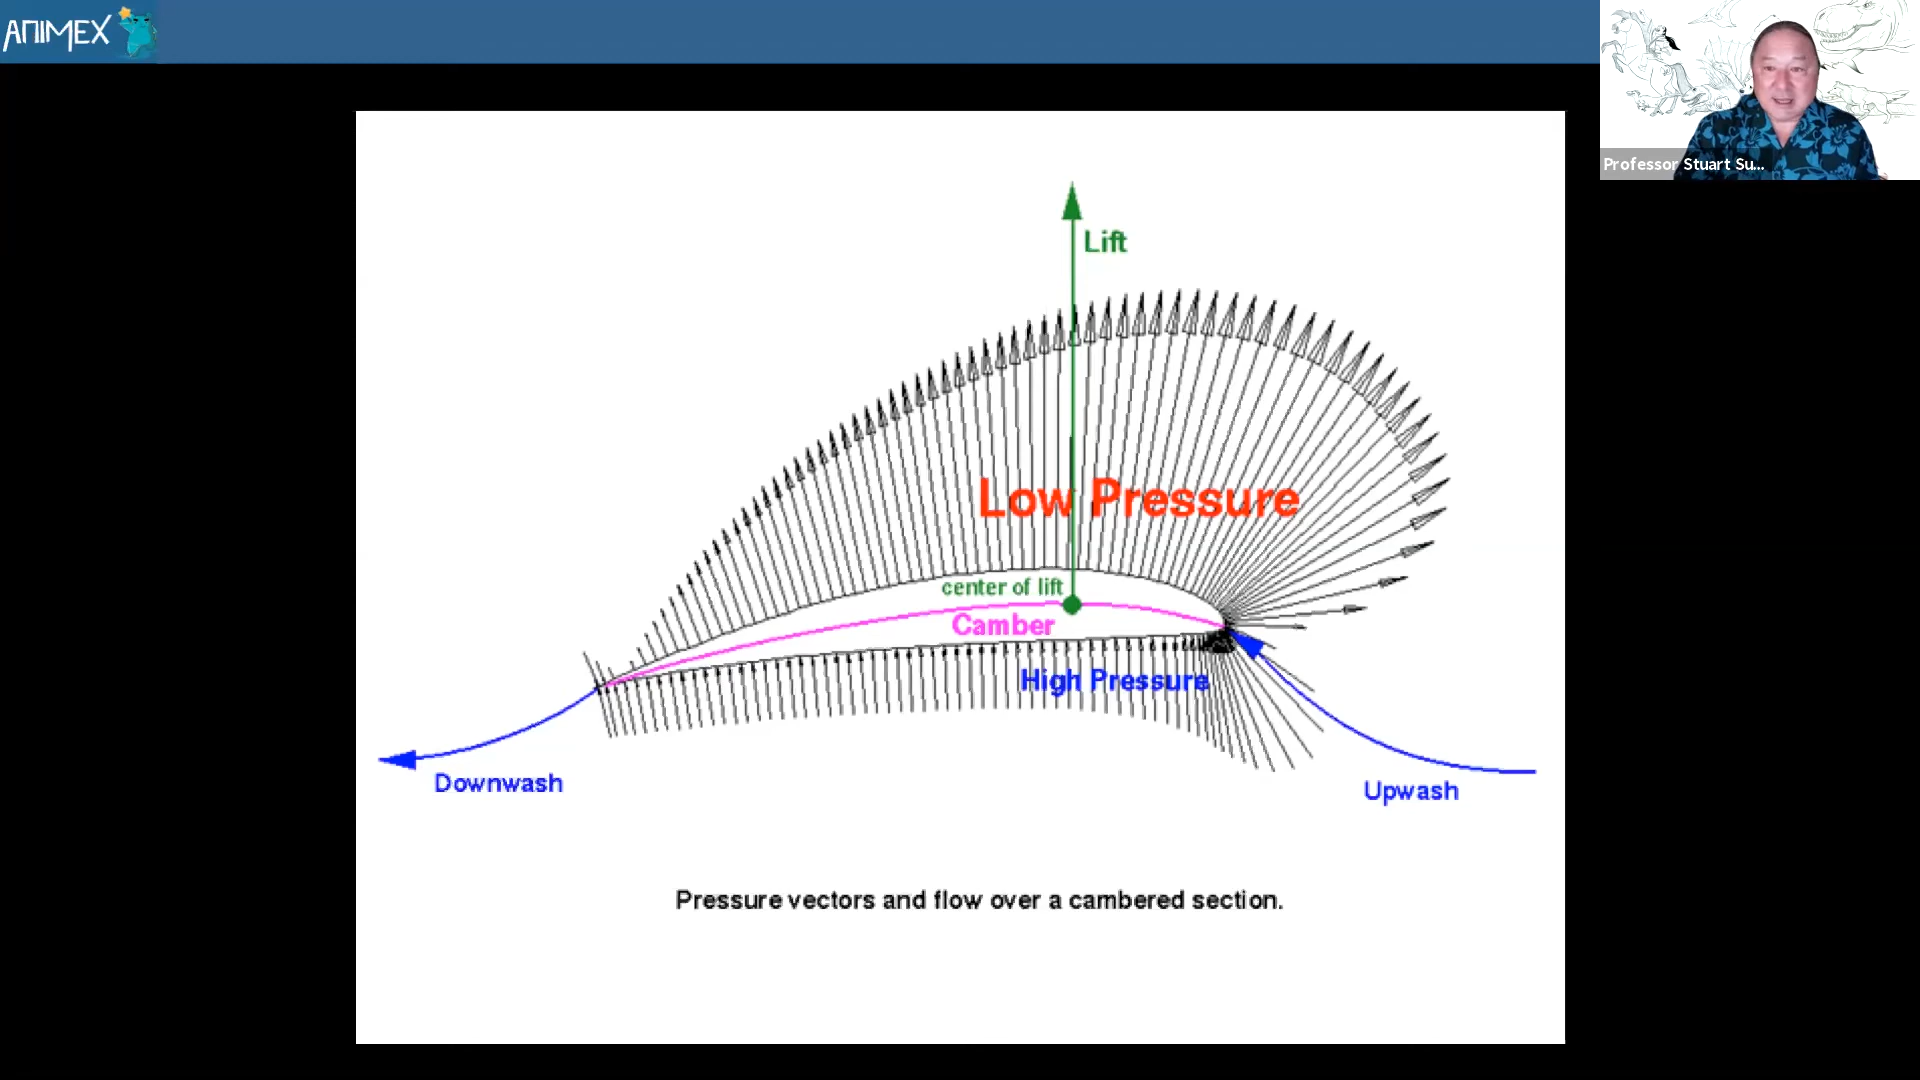 ANIMEX
Professor Stuart Su...
Lift
Low Pressure
center of lift
Camber
High Pressure
Downwash
Upwash
Pressure vectors and flow over a cambered section.